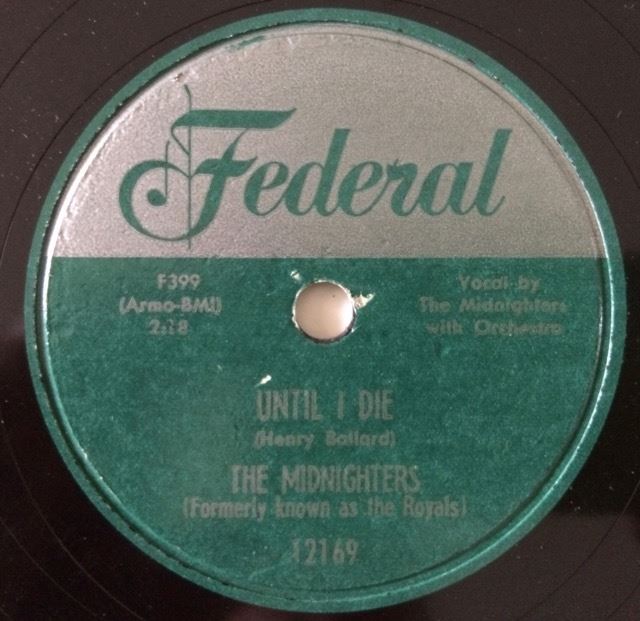 Federal
F399
(Armo-BMI)
2:18
Vocal by
The Midnighters
with Orchestra
UNTIL I DIE
(Henry Ballard)
THE MIDNIGHTERS
(Formerly known as the Royals)
12169